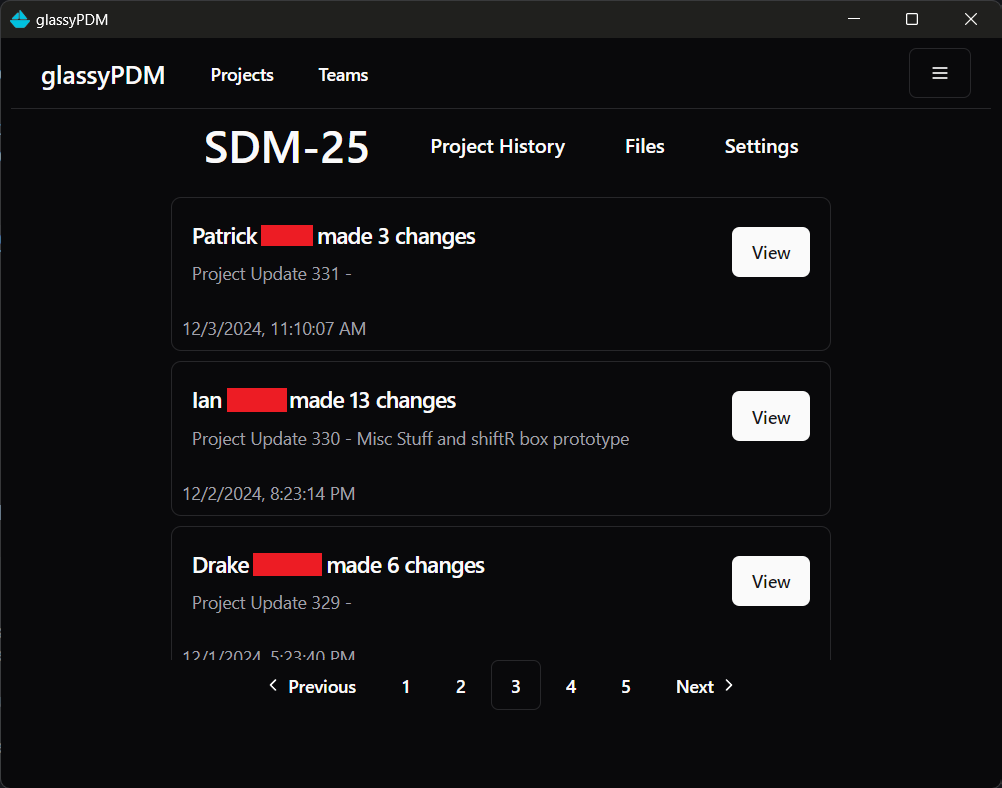 glassyPDM
glassyPDM Projects Teams
SDM-25 Project History Files Settings
Patrick made 3 changes
View
Project Update 331 -
12/3/2024, 11:10:07 AM
Ian made 13 changes
View
Project Update 330 - Misc Stuff and shiftR box prototype
12/2/2024, 8:23:14 PM
Drake made 6 changes
View
Project Update 329 -
12/1/2024, 5:23:40 PM
Previous 1 2 3 4 5 Next